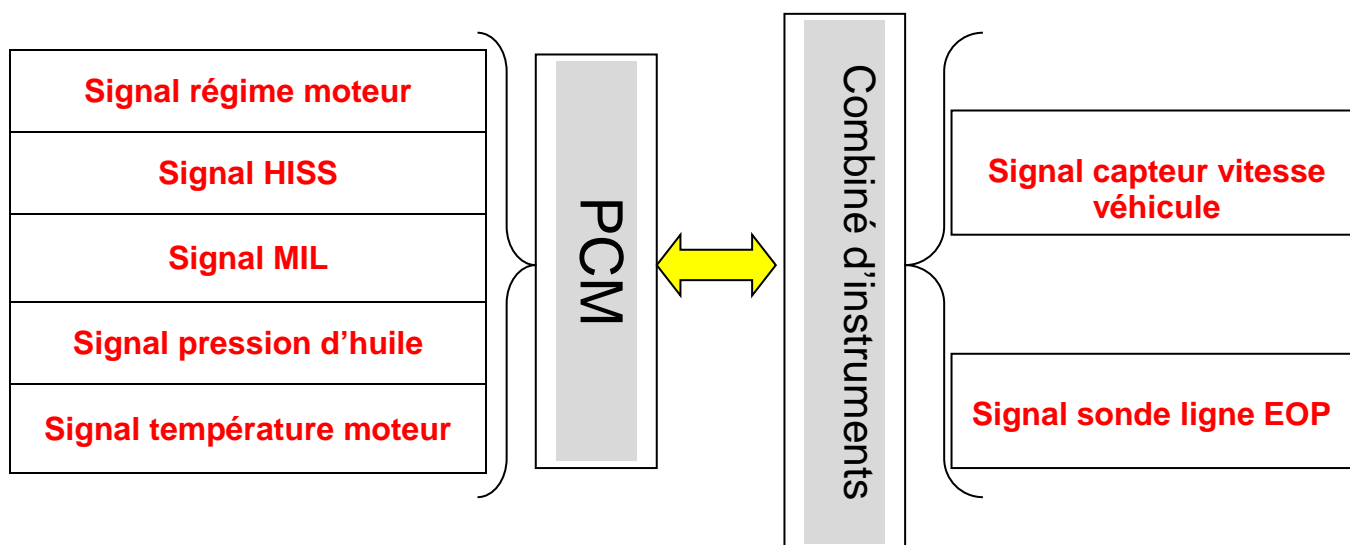 Signal régime moteur
Signal HISS
Signal MIL
Signal pression d’huile
Signal température moteur
PCM
Combiné d’instruments
Signal capteur vitesse
véhicule
Signal sonde ligne EOP